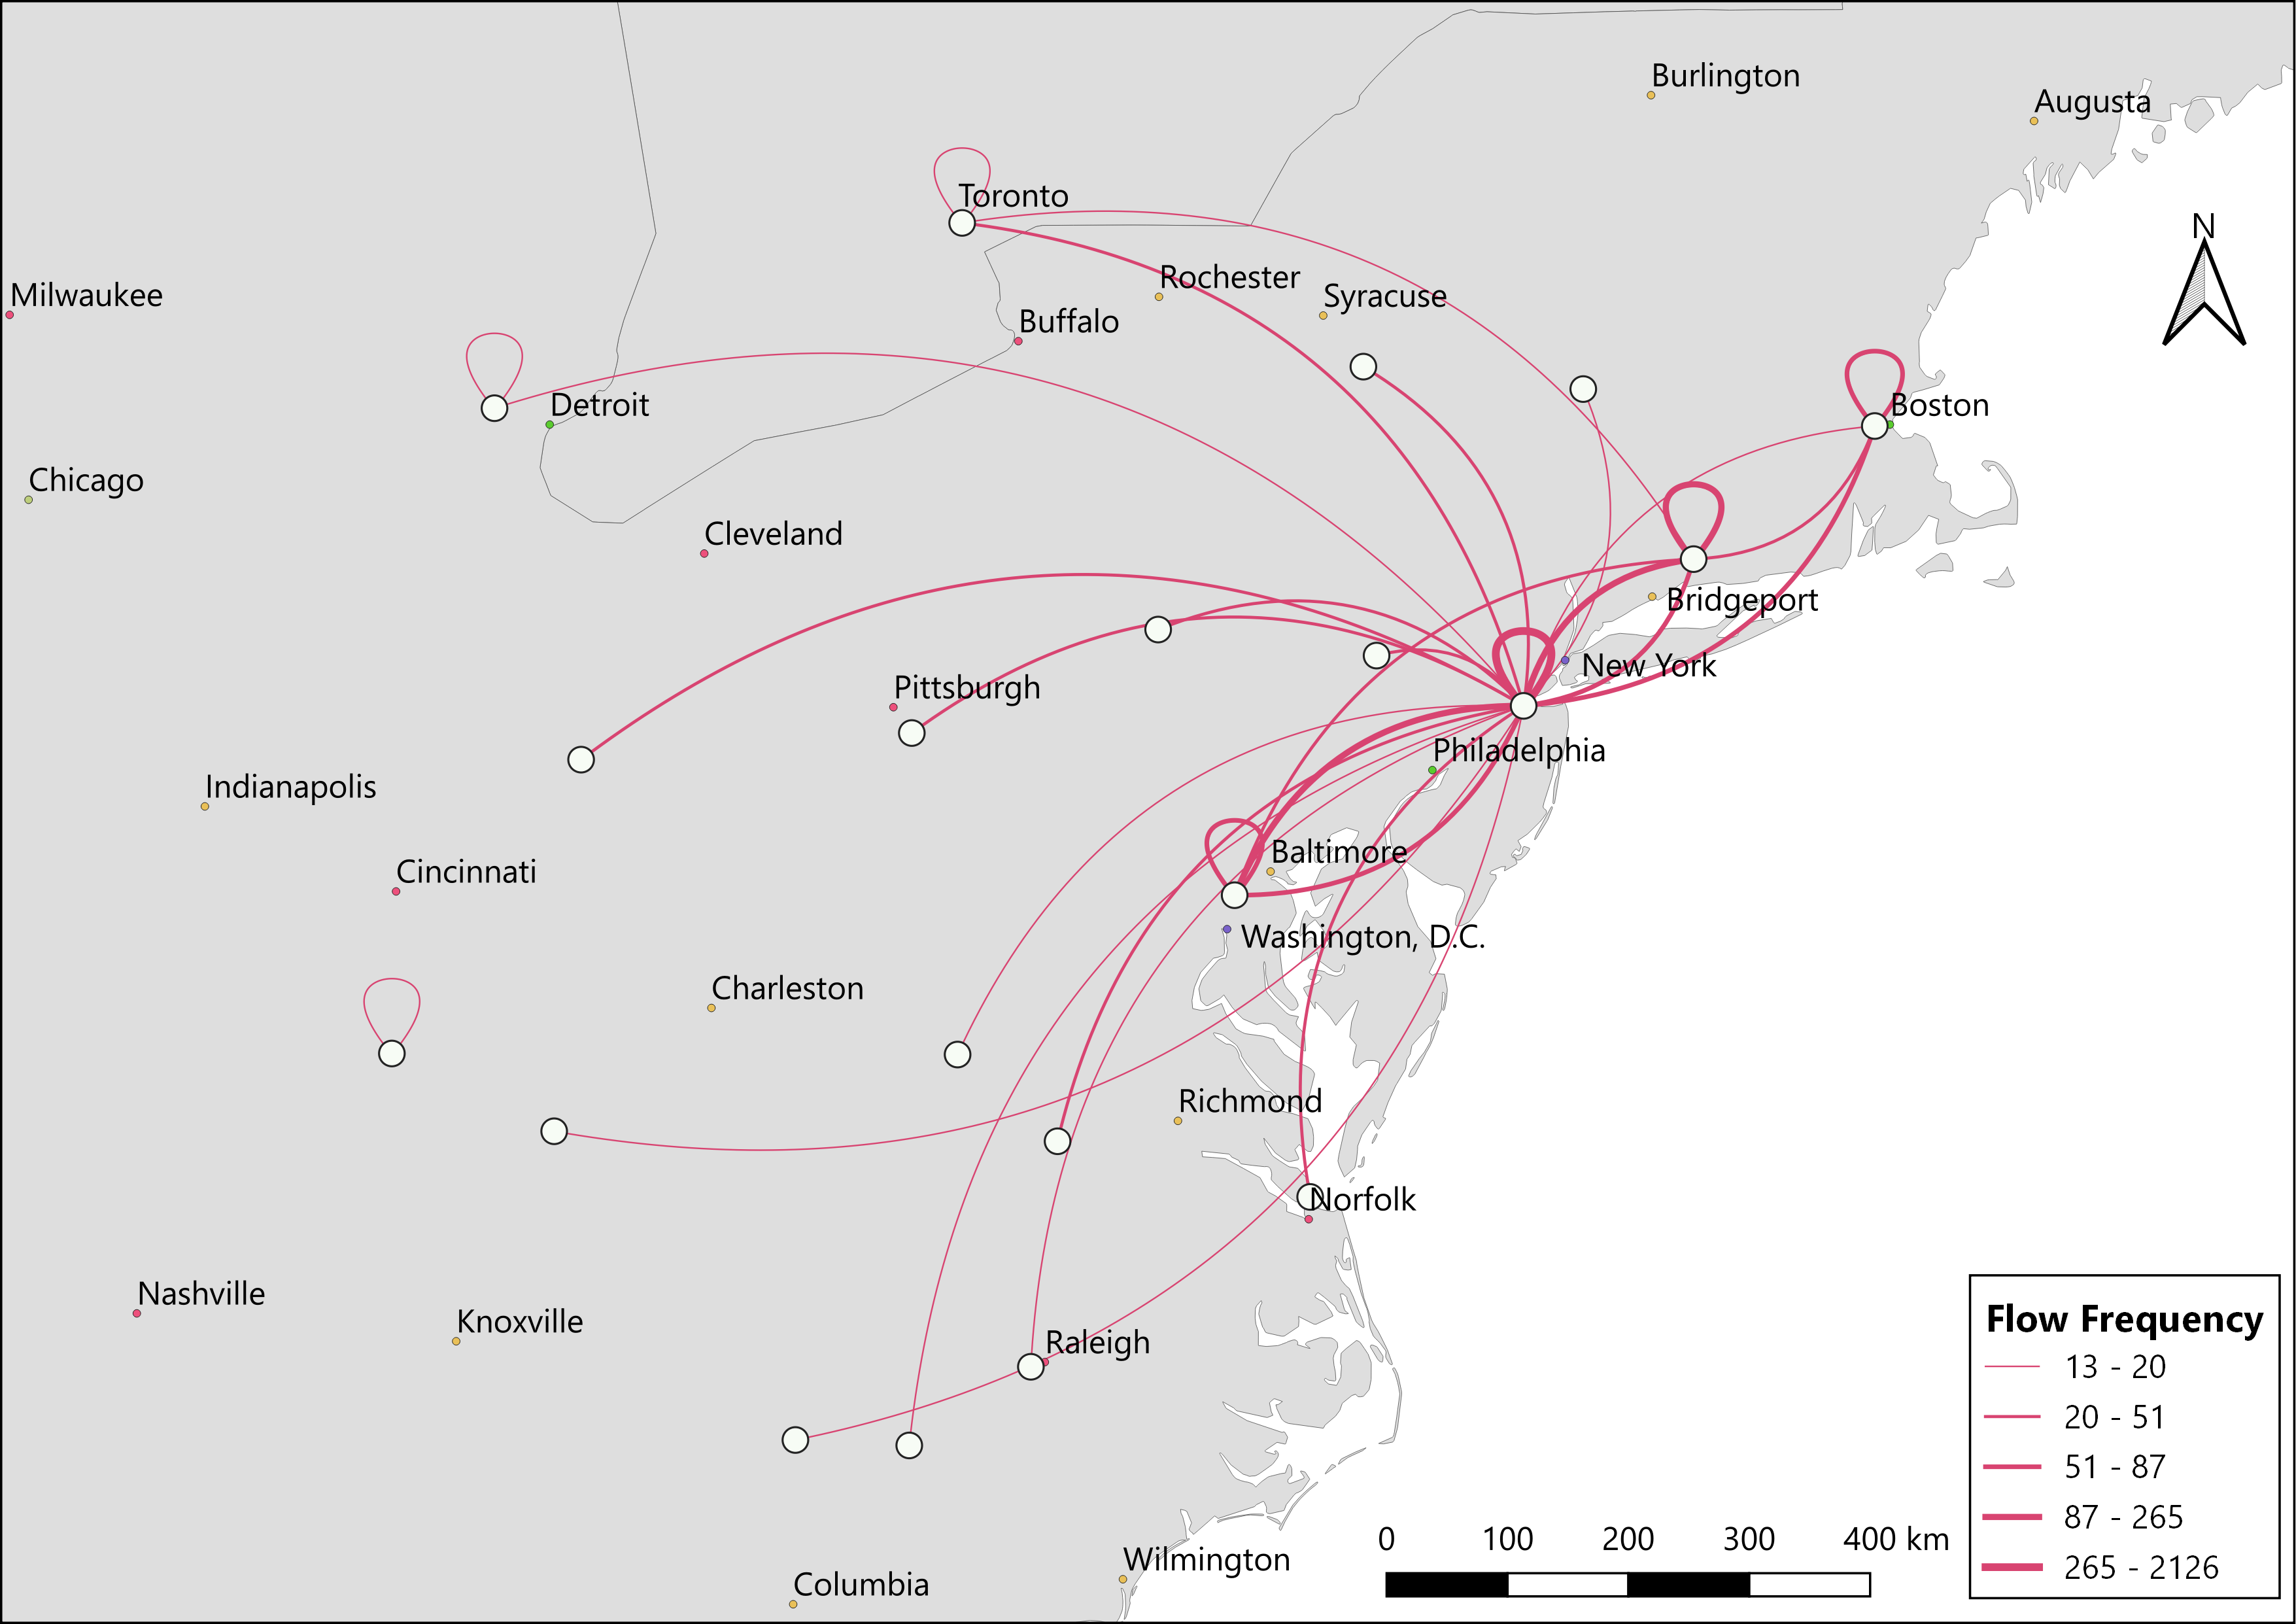 Burlington
Augusta
Toronto
N
Rochester
Milwaukee
Syracuse
Buffalo
Detroit
Boston
Chicago
Cleveland
Bridgeport
New York
Pittsburgh
Philadelphia
Indianapolis
Baltimore
Cincinnati
Washington, D.C.
Charleston
Richmond
Norfolk
Nashville
Knoxville
Raleigh
Flow Frequency
13 - 20
20 - 51
51 - 87
87 - 265
265 - 2126
0 100 200 300 400 km
Wilmington
Columbia